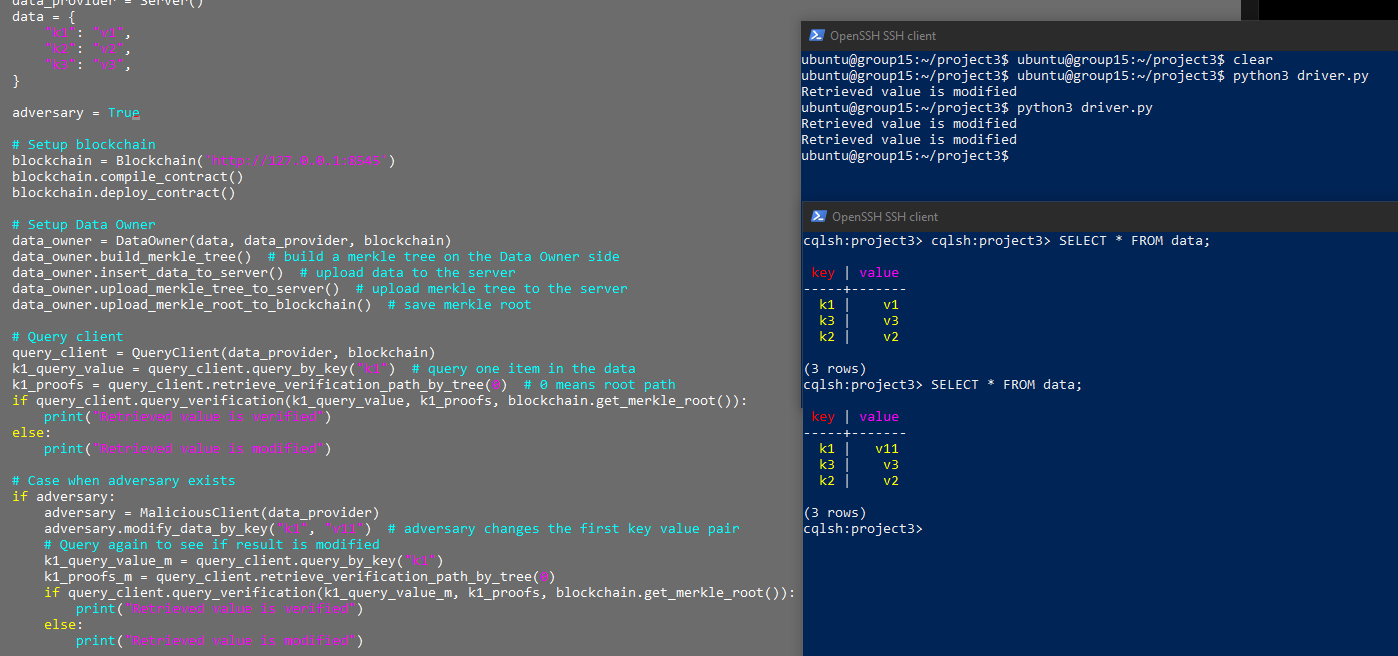 data_provider = Server()
data = {
    "k1": "v1",
    "k2": "v2",
    "k3": "v3",
}
adversary = True
# Setup blockchain
blockchain = Blockchain('http://127.0.0.1:8545')
blockchain.compile_contract()
blockchain.deploy_contract()
# Setup Data Owner
data_owner = DataOwner(data, data_provider, blockchain)
data_owner.build_merkle_tree()  # build a merkle tree on the Data Owner side
data_owner.insert_data_to_server()  # upload data to the server
data_owner.upload_merkle_tree_to_server()  # upload merkle tree to the server
data_owner.upload_merkle_root_to_blockchain()  # save merkle root
# Query client
query_client = QueryClient(data_provider, blockchain)
k1_query_value = query_client.query_by_key("k1")  # query one item in the data
k1_proofs = query_client.retrieve_verification_path_by_tree(0)  # 0 means root path
if query_client.query_verification(k1_query_value, k1_proofs, blockchain.get_merkle_root()):
    print("Retrieved value is verified")
else:
    print("Retrieved value is modified")
# Case when adversary exists
if adversary:
    adversary = MaliciousClient(data_provider)
    adversary.modify_data_by_key("k1", "v11")  # adversary changes the first key value pair
    # Query again to see if result is modified
    k1_query_value_m = query_client.query_by_key("k1")
    k1_proofs_m = query_client.retrieve_verification_path_by_tree(0)
    if query_client.query_verification(k1_query_value_m, k1_proofs, blockchain.get_merkle_root()):
        print("Retrieved value is verified")
    else:
        print("Retrieved value is modified")
OpenSSH SSH client
ubuntu@group15:~/project3$ ubuntu@group15:~/project3$ clear
ubuntu@group15:~/project3$ ubuntu@group15:~/project3$ python3 driver.py
Retrieved value is modified
ubuntu@group15:~/project3$ python3 driver.py
Retrieved value is modified
Retrieved value is modified
ubuntu@group15:~/project3$
OpenSSH SSH client
cqlsh:project3> cqlsh:project3> SELECT * FROM data;
 key | value
-----+-------
  k1 |    v1
  k3 |    v3
  k2 |    v2
(3 rows)
cqlsh:project3> SELECT * FROM data;
 key | value
-----+-------
  k1 |   v11
  k3 |    v3
  k2 |    v2
(3 rows)
cqlsh:project3>